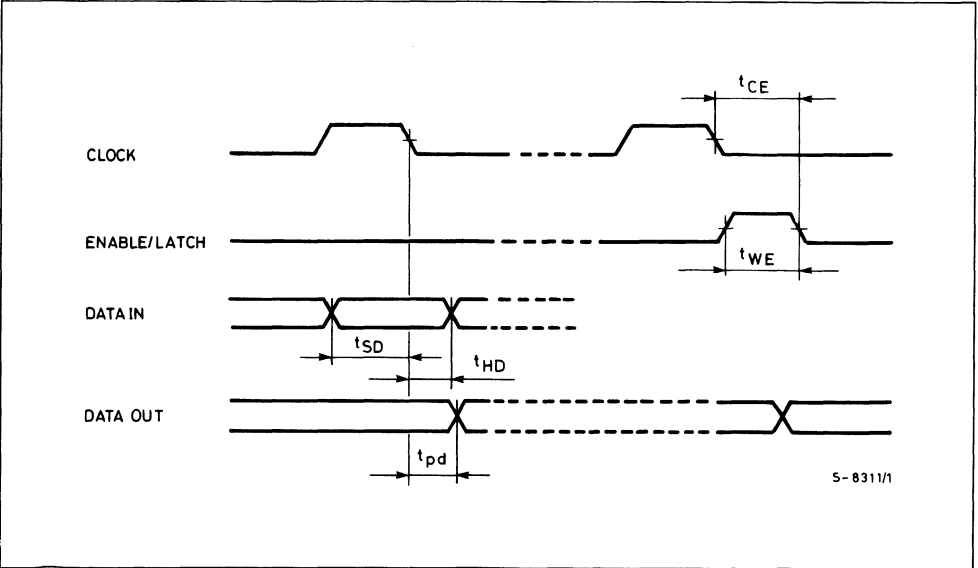 tCE
CLOCK
ENABLE/LATCH
tWE
DATA IN
tSD
tHD
DATA OUT
tpd
S-8311/1